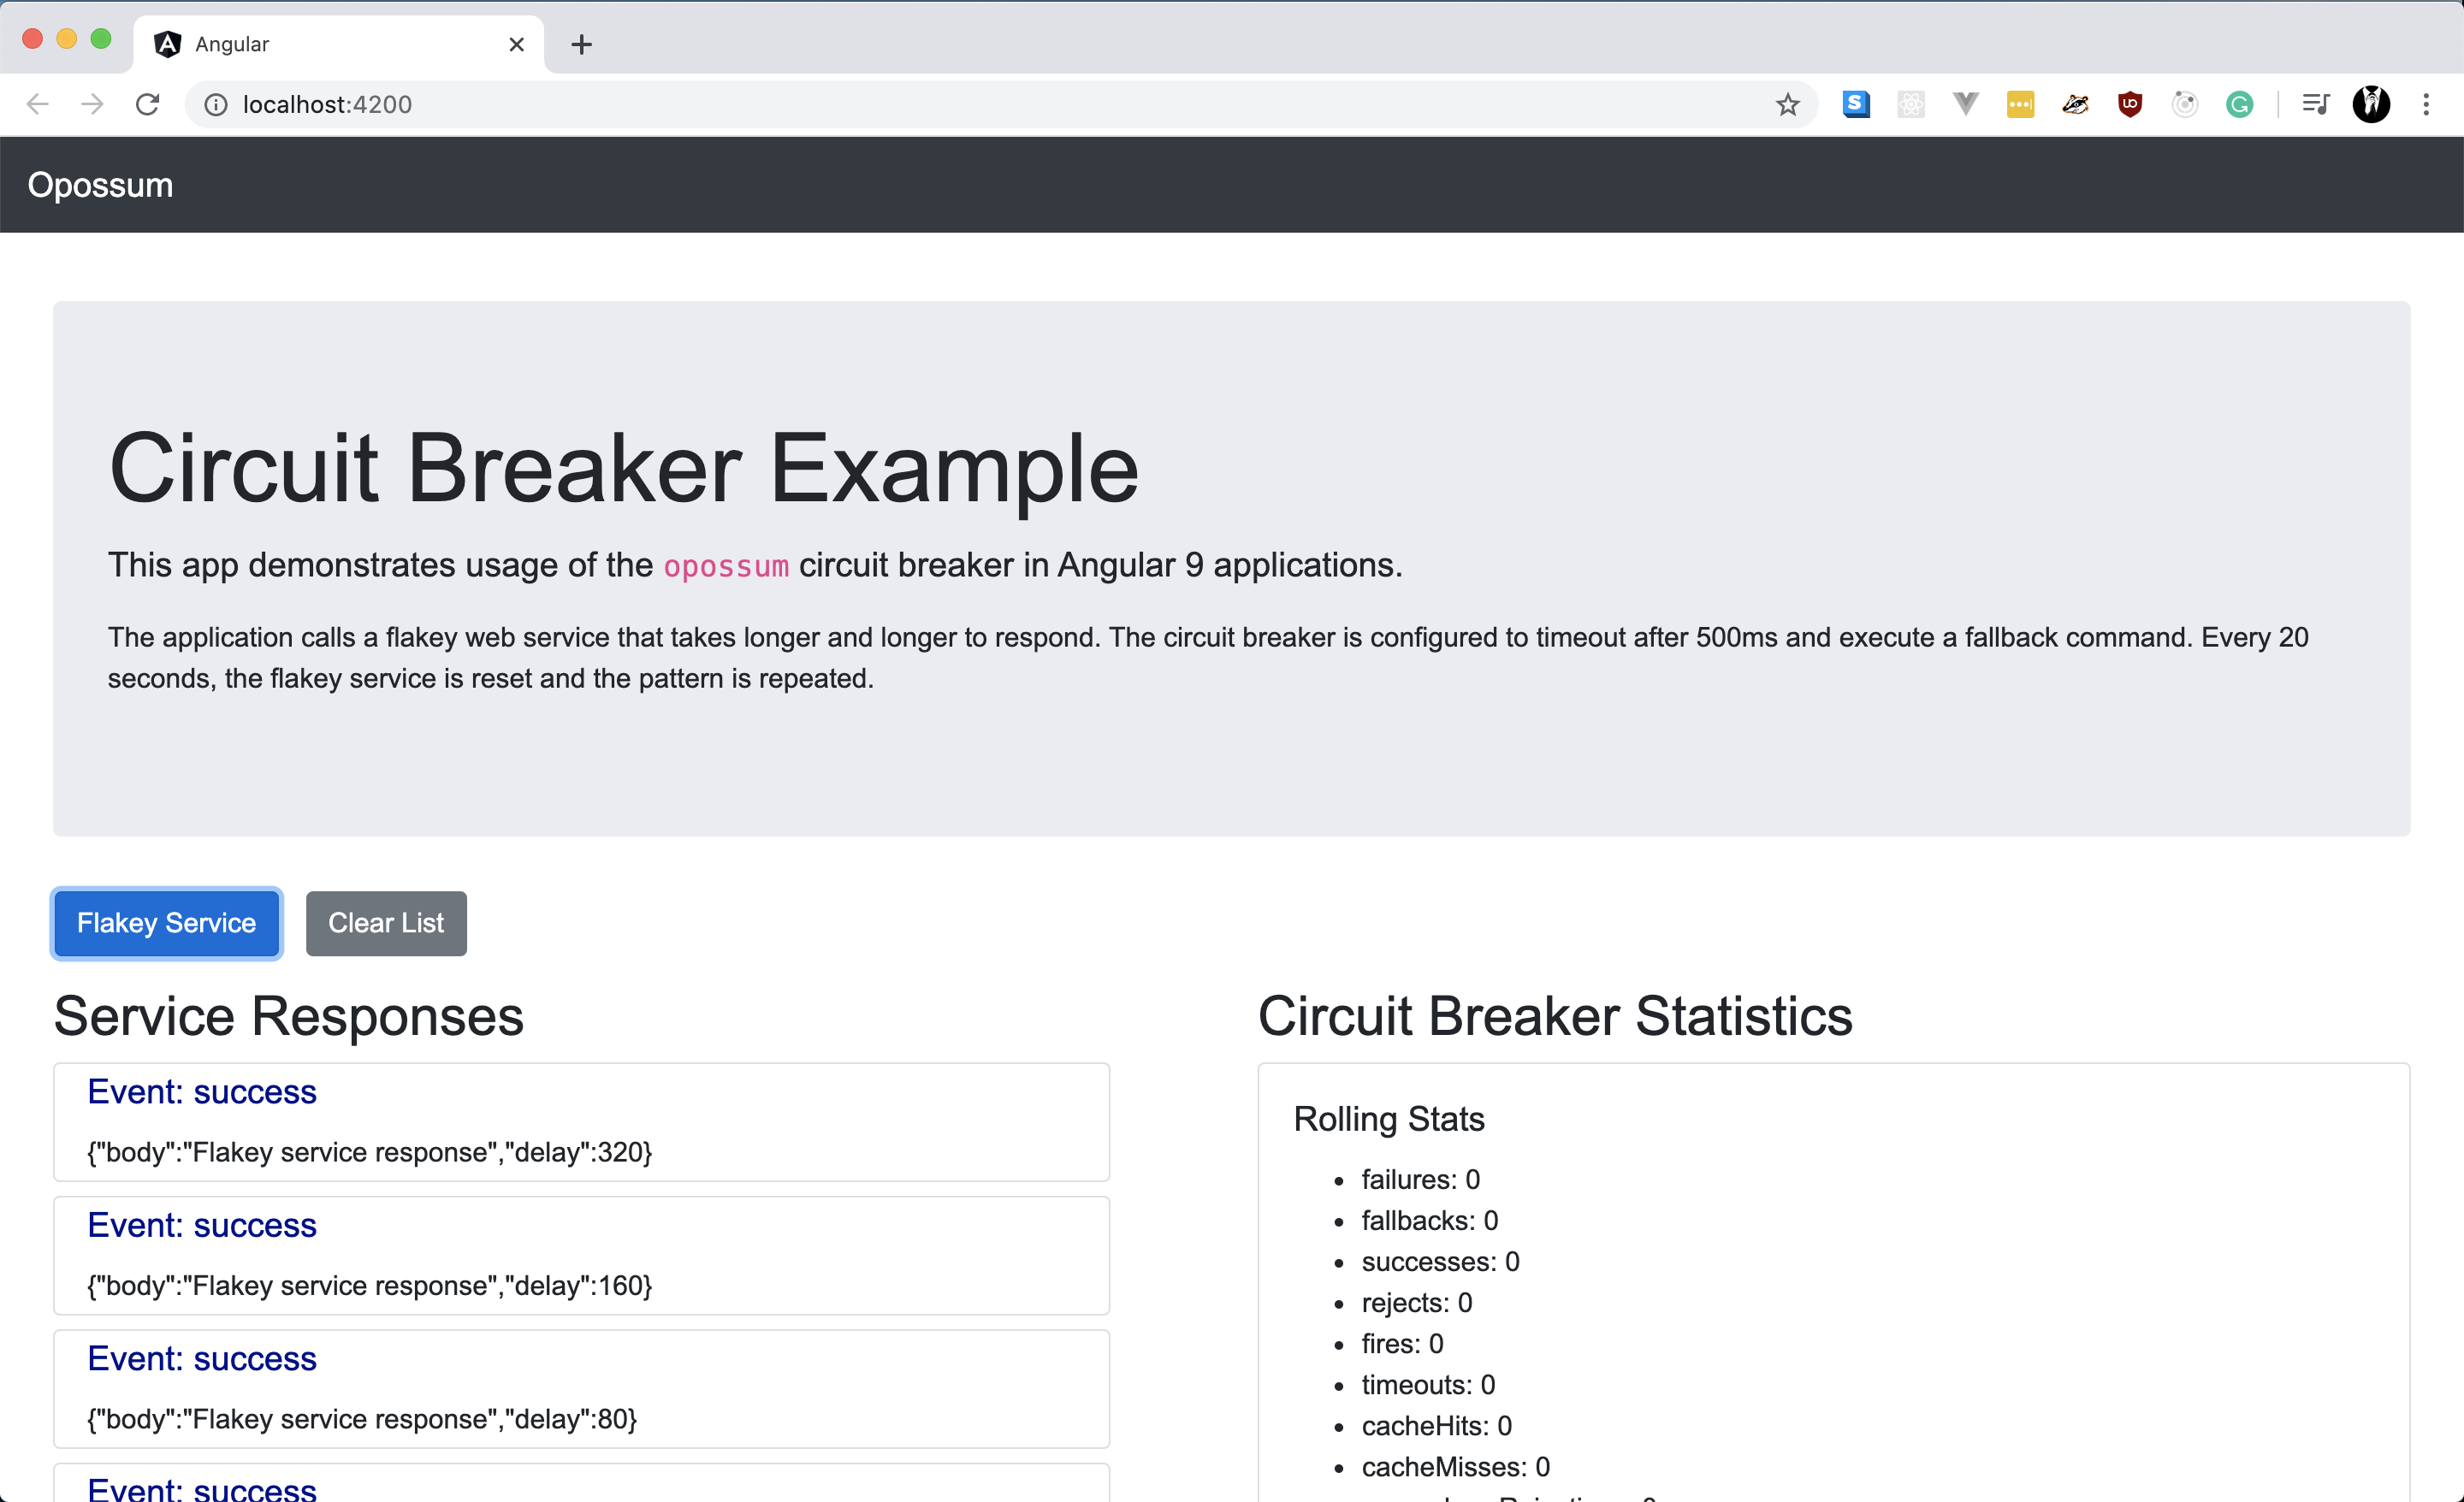 Angular
localhost:4200
Opossum
Circuit Breaker Example
This app demonstrates usage of the opossum circuit breaker in Angular 9 applications.
The application calls a flakey web service that takes longer and longer to respond. The circuit breaker is configured to timeout after 500ms and execute a fallback command. Every 20
seconds, the flakey service is reset and the pattern is repeated.
Flakey Service
Clear List
Service Responses
Event: success
{"body":"Flakey service response","delay":320}
Event: success
{"body":"Flakey service response","delay":160}
Event: success
{"body":"Flakey service response","delay":80}
Event: success
Circuit Breaker Statistics
Rolling Stats
failures: 0
fallbacks: 0
successes: 0
rejects: 0
fires: 0
timeouts: 0
cacheHits: 0
cacheMisses: 0